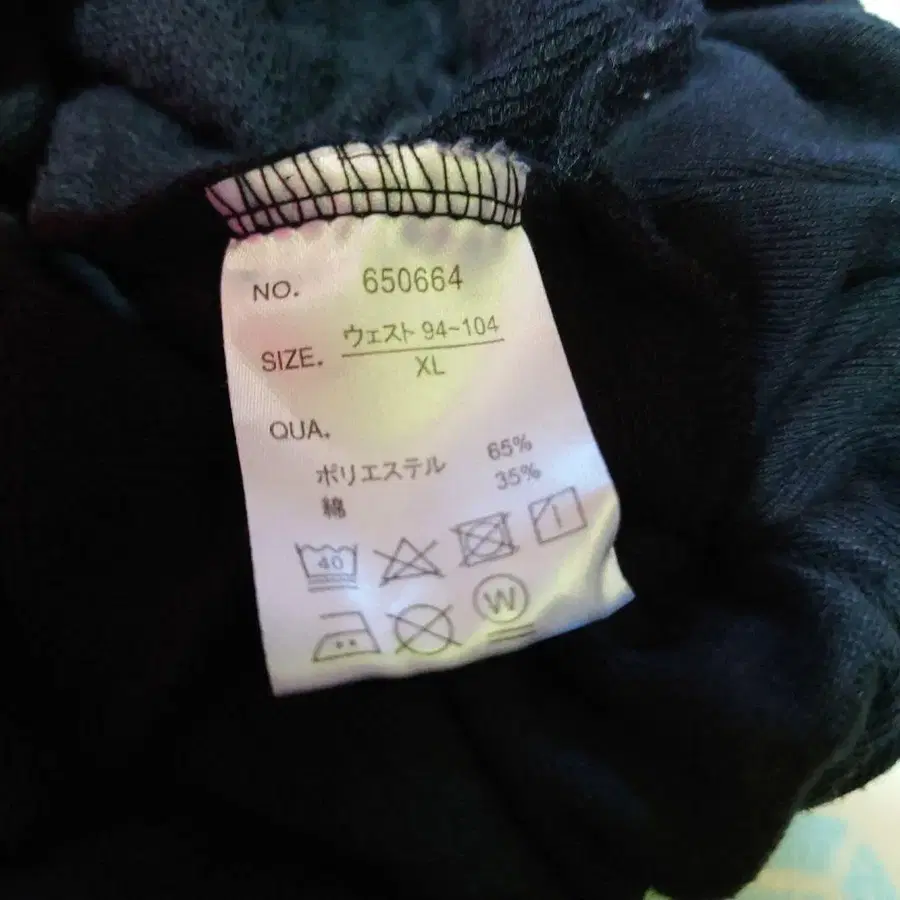 NO. 650664
ウェスト 94~104
SIZE.
XL
QUA.
ポリエステル 65%
綿 35%
40
W